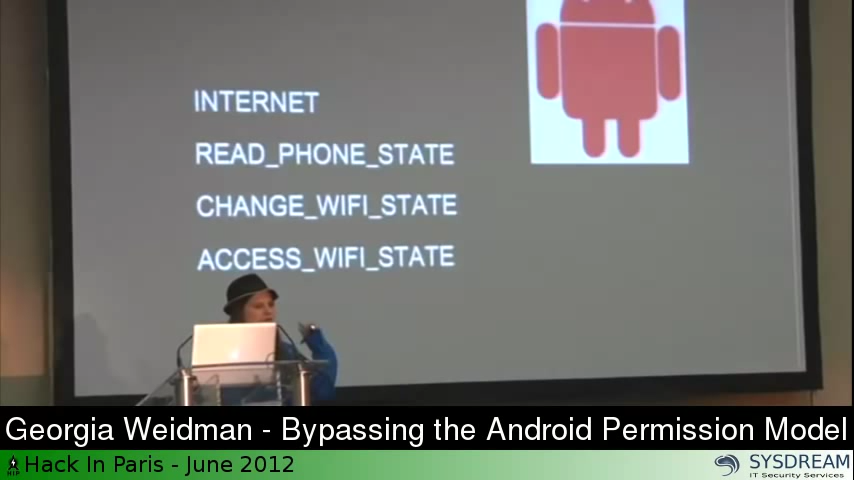 INTERNET
READ_PHONE_STATE
CHANGE_WIFI_STATE
ACCESS_WIFI_STATE
Georgia Weidman - Bypassing the Android Permission Model
HIP
Hack In Paris - June 2012
SYSDREAM
IT Security Services